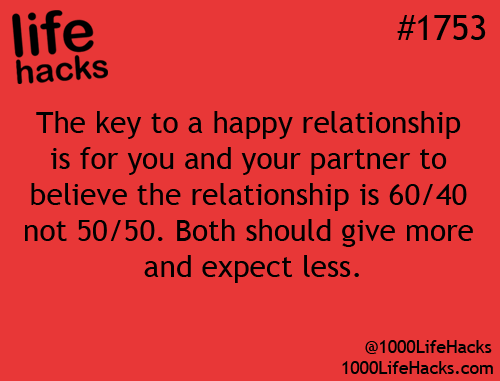 life
hacks
#1753
The key to a happy relationship
is for you and your partner to
believe the relationship is 60/40
not 50/50. Both should give more
and expect less.
@1000LifeHacks
1000LifeHacks.com